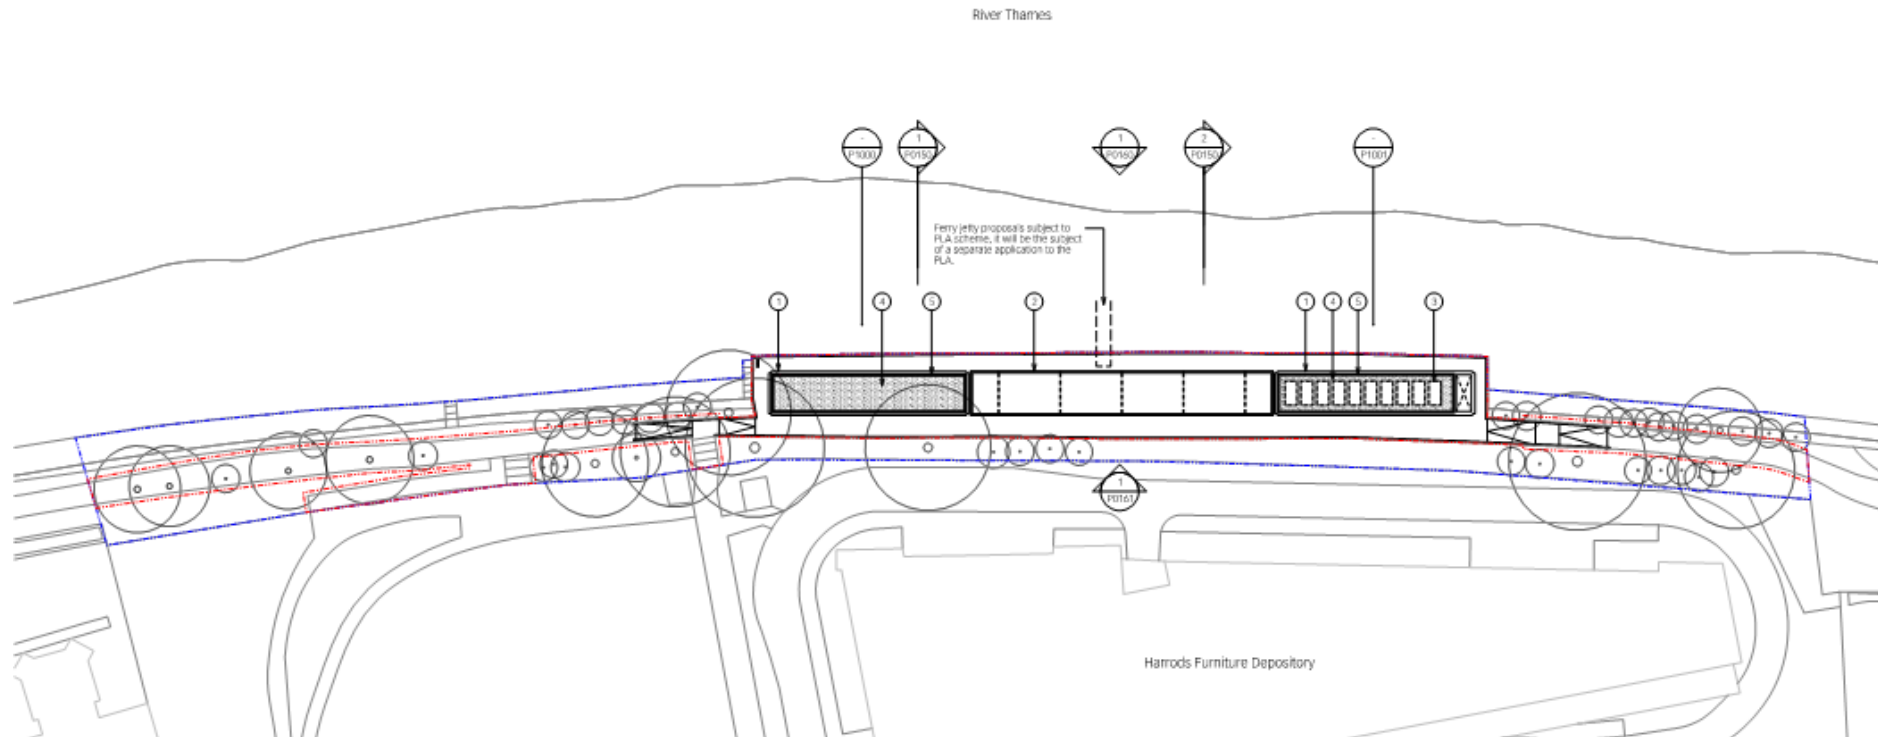 River Thames
-
P1000
1
P0150
1
P0160
2
P0150
-
P1001
Ferry jetty proposals subject to
PLA scheme, it will be the subject
of a separate application to the
PLA.
1
4
5
2
1
4
5
3
1
P0161
Harrods Furniture Depository